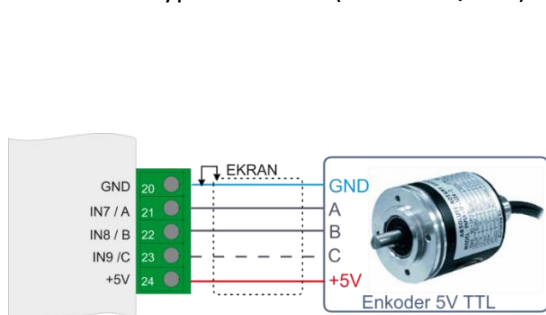 EKRAN
GND 20 GND
IN7 / A 21 A
IN8 / B 22 B
IN9 /C 23 C
+5V 24 +5V
Enkoder 5V TTL